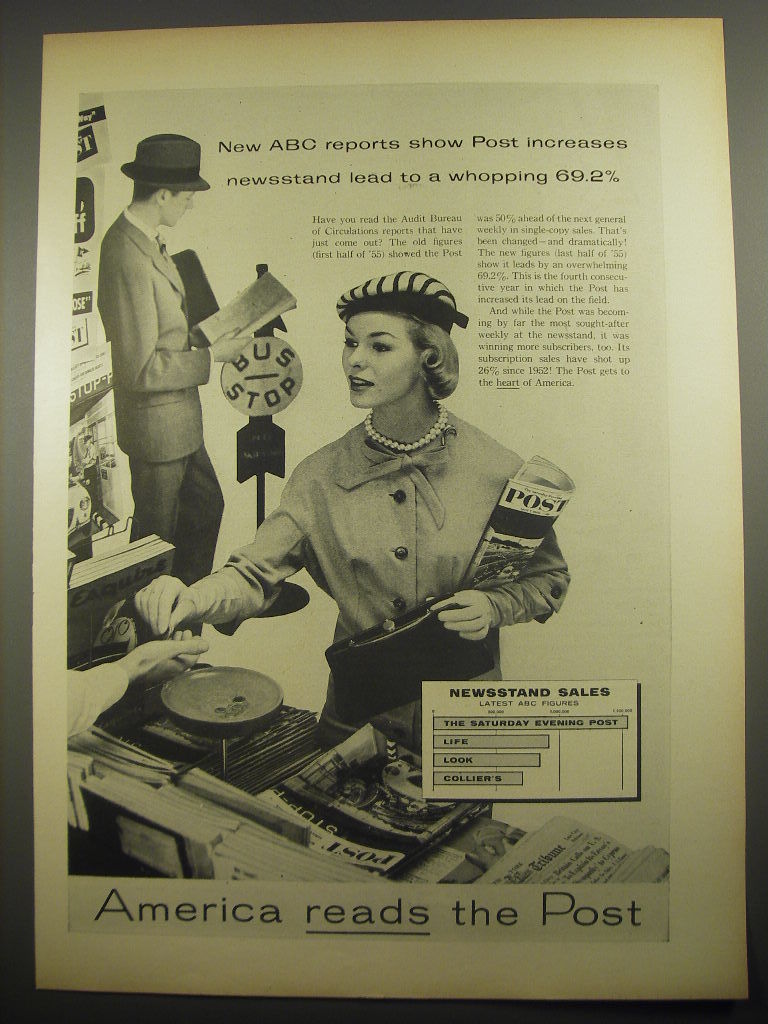 New ABC reports show Post increases
newsstand lead to a whopping 69.2%
Have you read the Audit Bureau
of Circulations reports that have
just come out? The old figures
(first half of '55) showed the Post
was 50% ahead of the next general
weekly in single-copy sales. That's
been changed—and dramatically!
The new figures (last half of '55)
show it leads by an overwhelming
69.2%. This is the fourth consecu-
tive year in which the Post has
increased its lead on the field.
And while the Post was becom-
ing by far the most sought-after
weekly at the newsstand, it was
winning more subscribers, too. Its
subscription sales have shot up
26% since 1952! The Post gets to
the heart of America.
BUS
STOP
POST
Esquire
NEWSSTAND SALES
LATEST ABC FIGURES
THE SATURDAY EVENING POST
LIFE
LOOK
COLLIER'S
POST
Tribune
America reads the Post